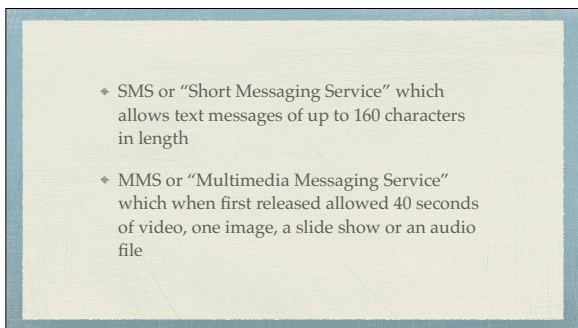 SMS or “Short Messaging Service” which
allows text messages of up to 160 characters
in length
MMS or “Multimedia Messaging Service”
which when first released allowed 40 seconds
of video, one image, a slide show or an audio
file